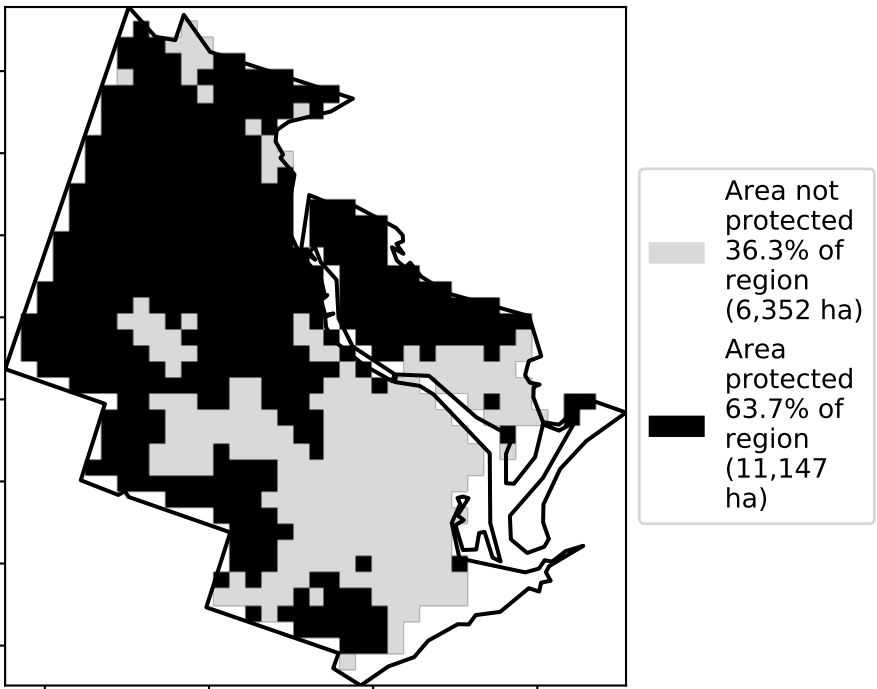 Area not
protected
36.3% of
region
(6,352 ha)
Area
protected
63.7% of
region
(11,147
ha)